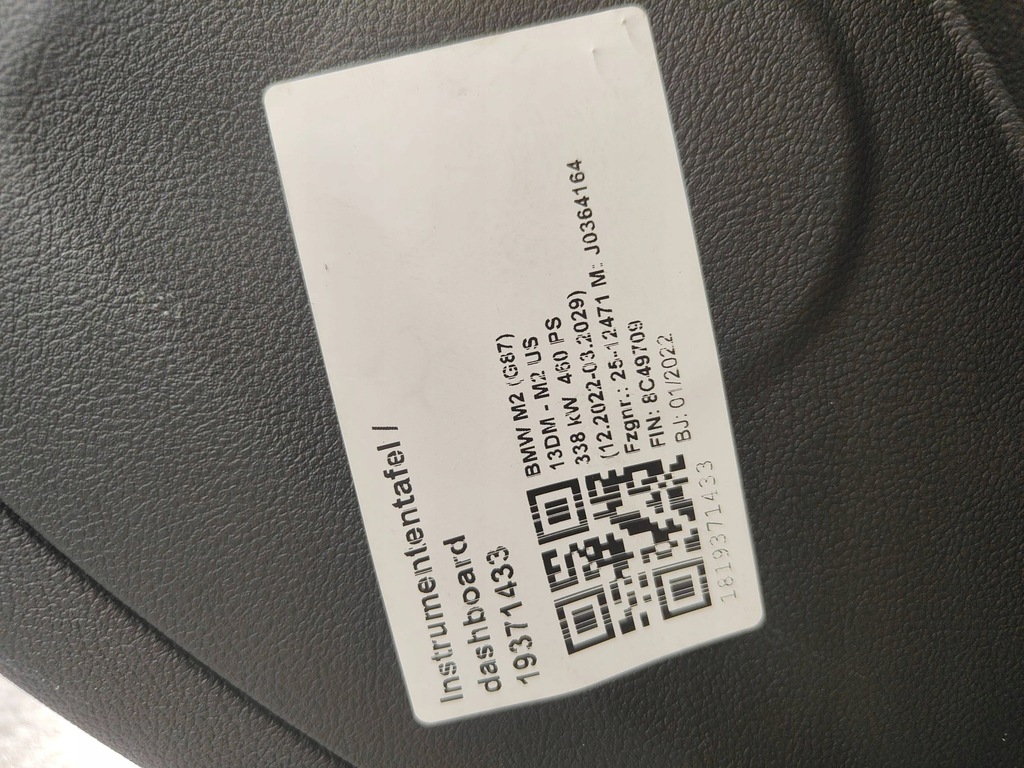 Instrumententafel /
dashboard
19371433
BMW M2 (G87)
13DM - M2 US
338 kW 460 PS
(12.2022-03.2029)
Fzgnr.: 25-12471 M: J0364164
FIN: 8C49709
BJ: 01/2022
1819371433